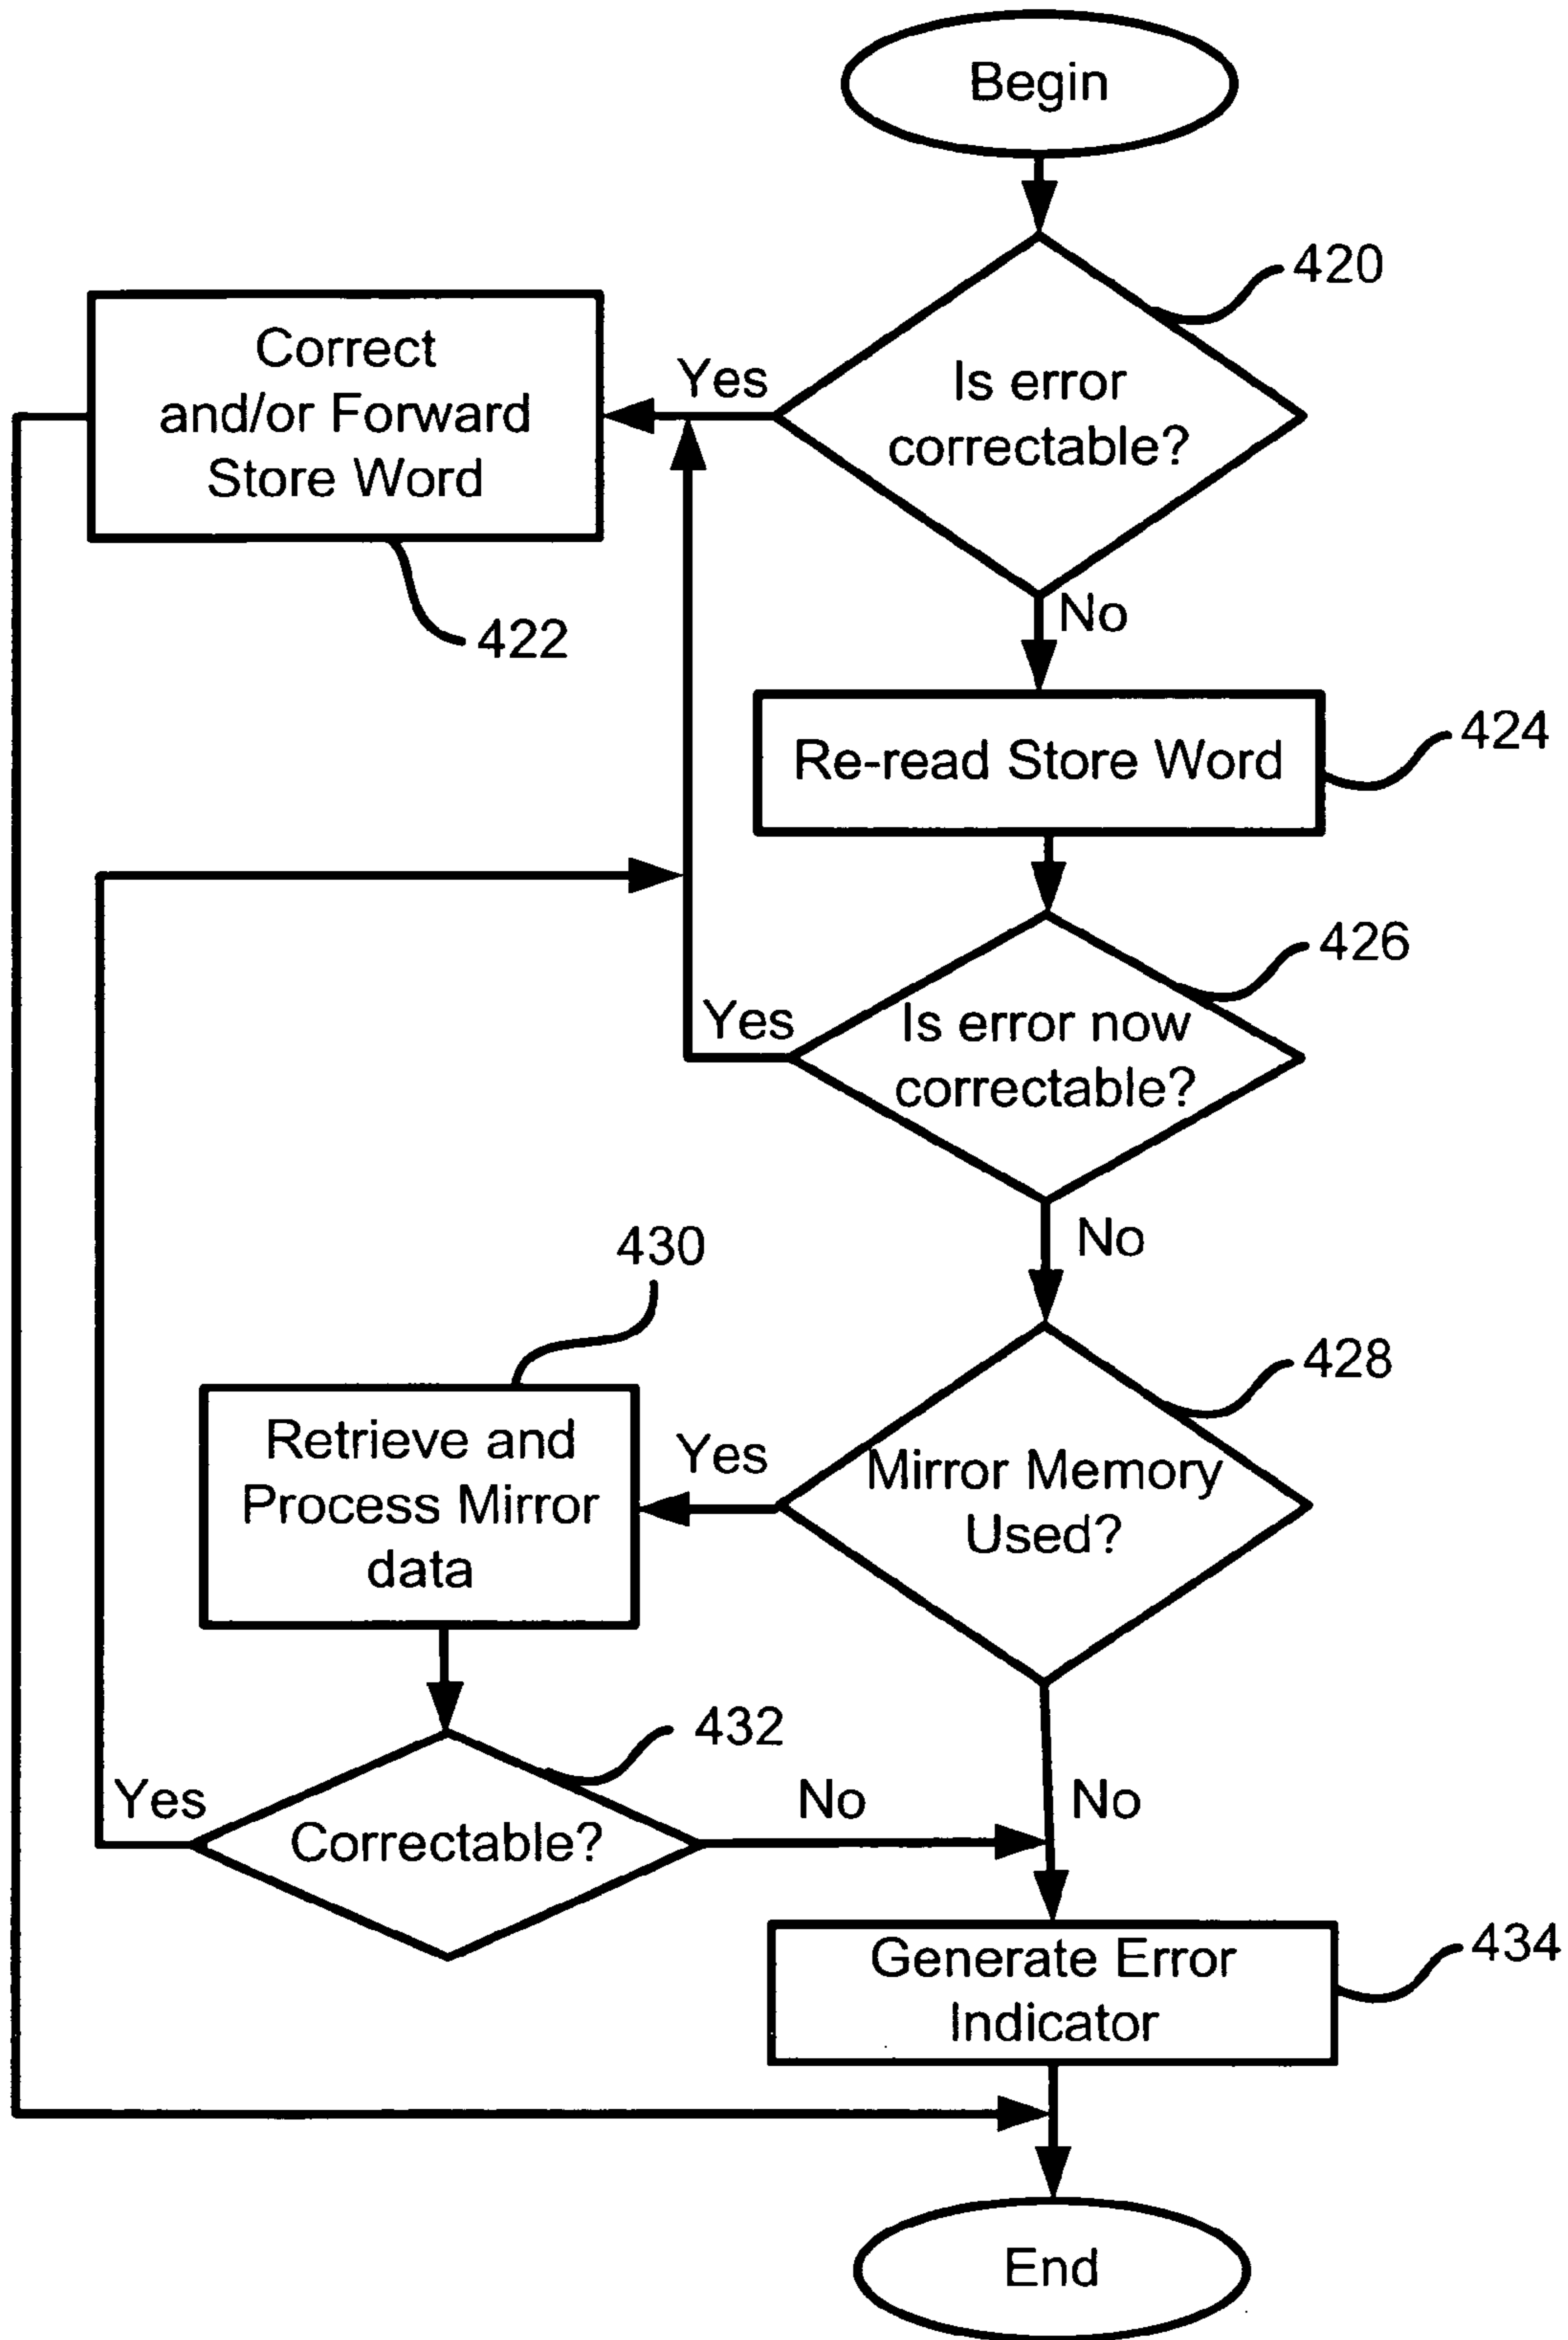 Begin
420
Is error
correctable?
Yes
Correct
and/or Forward
Store Word
422
No
Re-read Store Word
424
426
Is error now
correctable?
Yes
No
430
428
Mirror Memory
Used?
Yes
Retrieve and
Process Mirror
data
432
Yes
Correctable?
No
No
Generate Error
Indicator
434
End